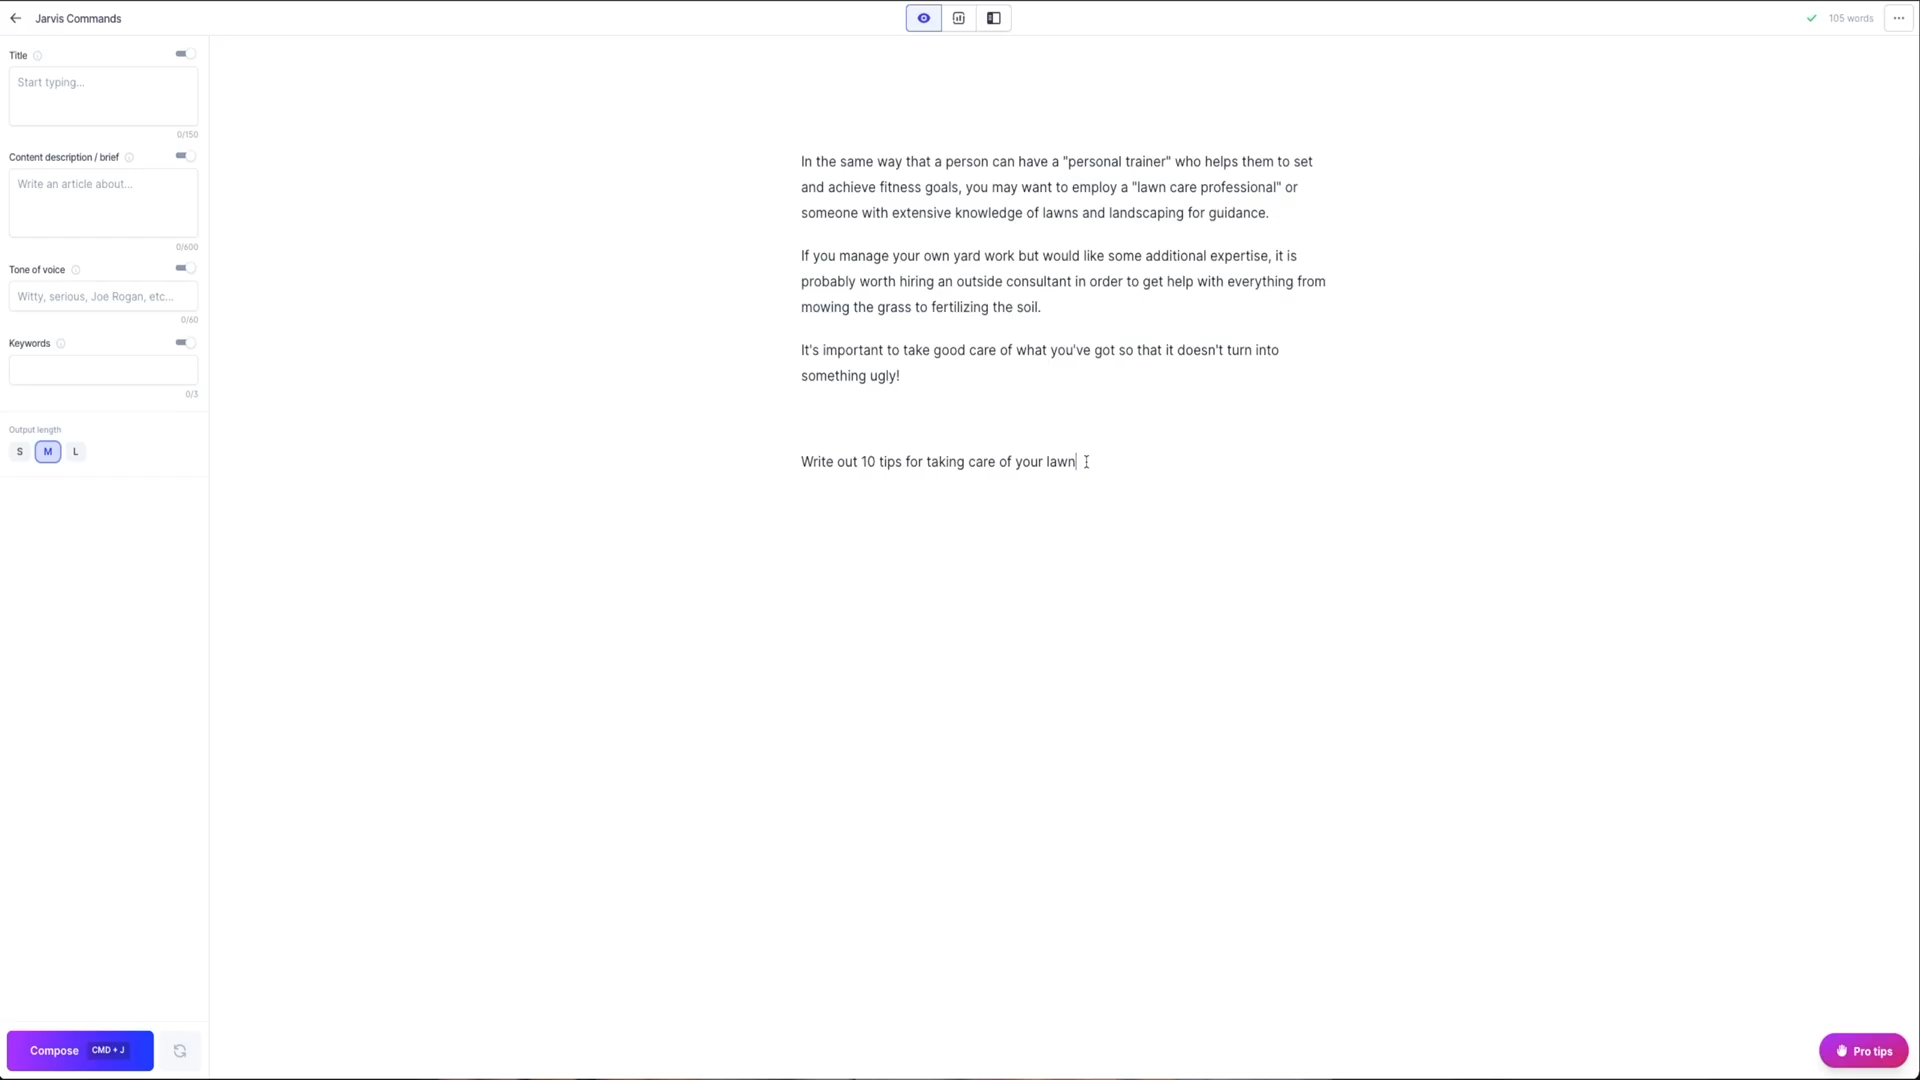 Jarvis Commands
105 words
Title
Start typing...
0/150
Content description / brief
Write an article about...
0/600
Tone of voice
Witty, serious, Joe Rogan, etc...
0/60
Keywords
0/3
Output length
S M L
In the same way that a person can have a "personal trainer" who helps them to set
and achieve fitness goals, you may want to employ a "lawn care professional" or
someone with extensive knowledge of lawns and landscaping for guidance.
If you manage your own yard work but would like some additional expertise, it is
probably worth hiring an outside consultant in order to get help with everything from
mowing the grass to fertilizing the soil.
It's important to take good care of what you've got so that it doesn't turn into
something ugly!
Write out 10 tips for taking care of your lawn
Compose CMD + J
Pro tips